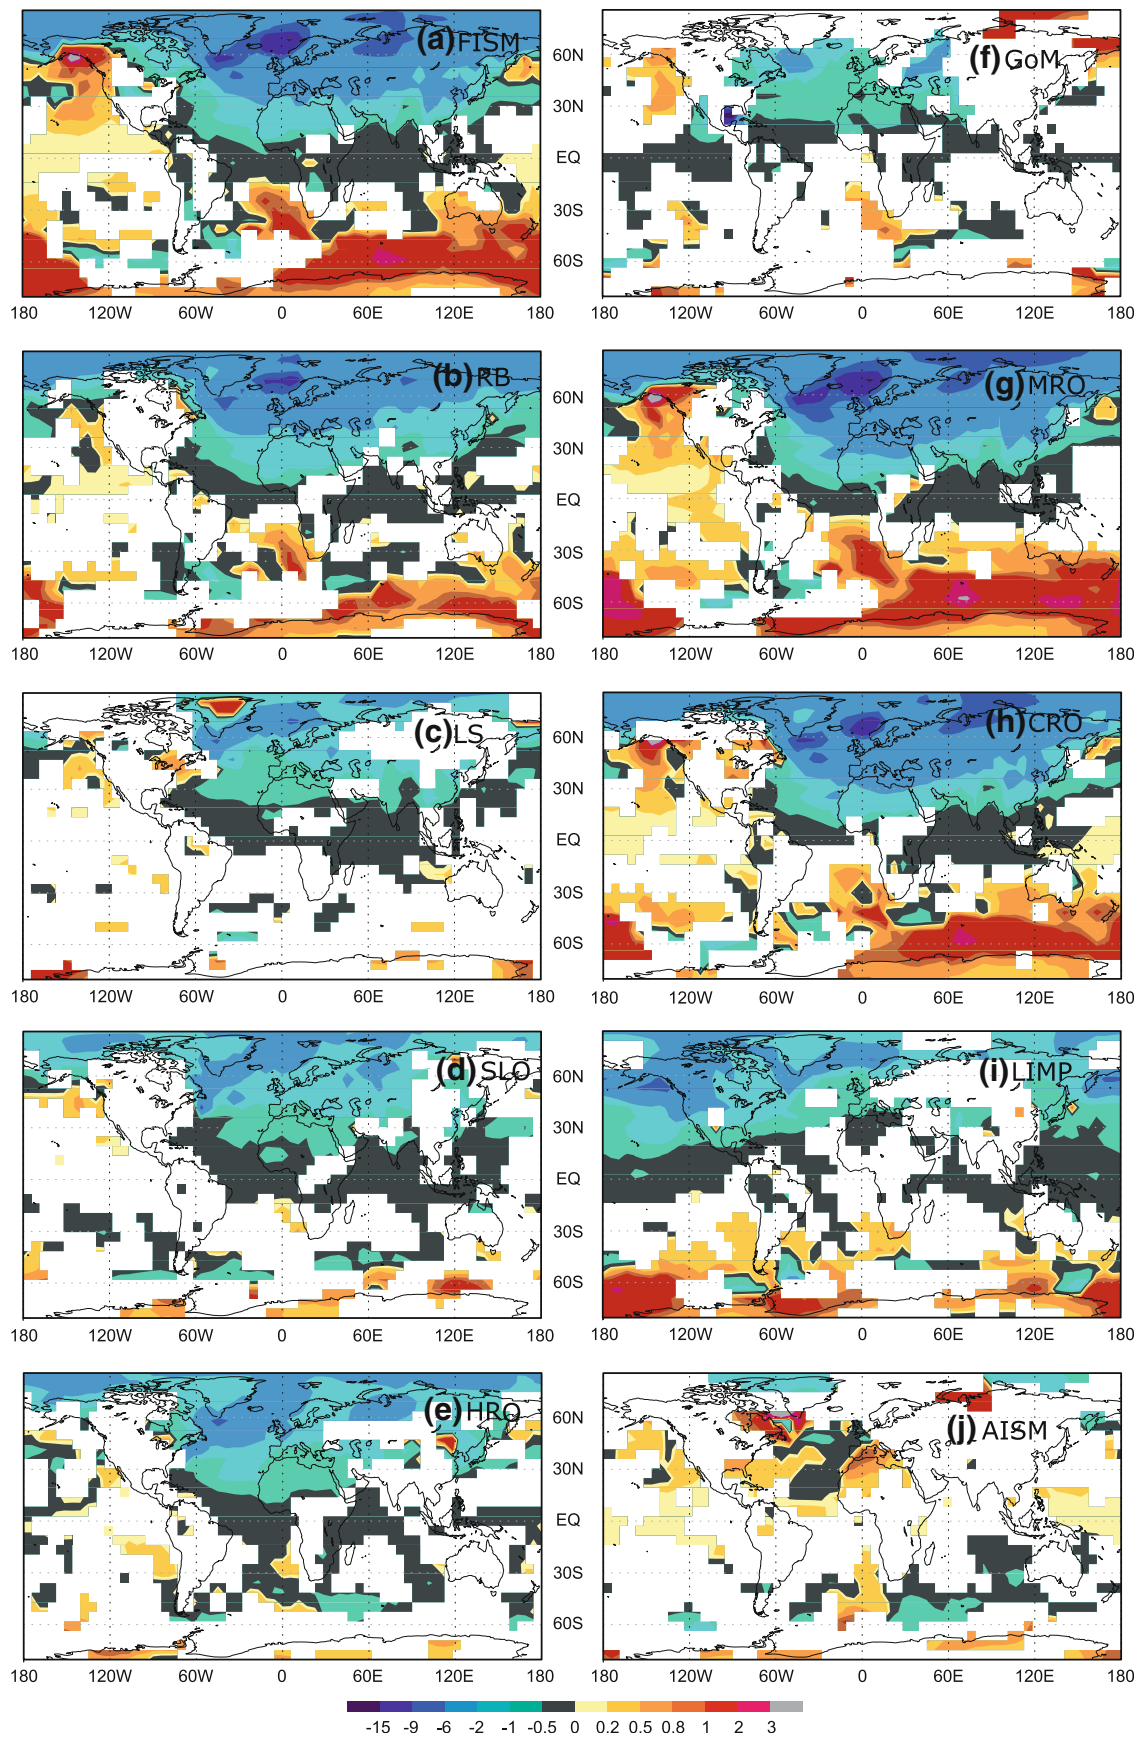 (a) FISM
60N
30N
EQ
30S
60S
180 120W 60W 0 60E 120E 180
(f) GoM
180 120W 60W 0 60E 120E 180
(b) RB
60N
30N
EQ
30S
60S
180 120W 60W 0 60E 120E 180
(g) MRO
180 120W 60W 0 60E 120E 180
(c) LS
60N
30N
EQ
30S
60S
180 120W 60W 0 60E 120E 180
(h) CRO
180 120W 60W 0 60E 120E 180
(d) SLO
60N
30N
EQ
30S
60S
180 120W 60W 0 60E 120E 180
(i) LIMP
180 120W 60W 0 60E 120E 180
(e) HRO
60N
30N
EQ
30S
60S
180 120W 60W 0 60E 120E 180
(j) AISM
180 120W 60W 0 60E 120E 180
-15 -9 -6 -2 -1 -0.5 0 0.2 0.5 0.8 1 2 3